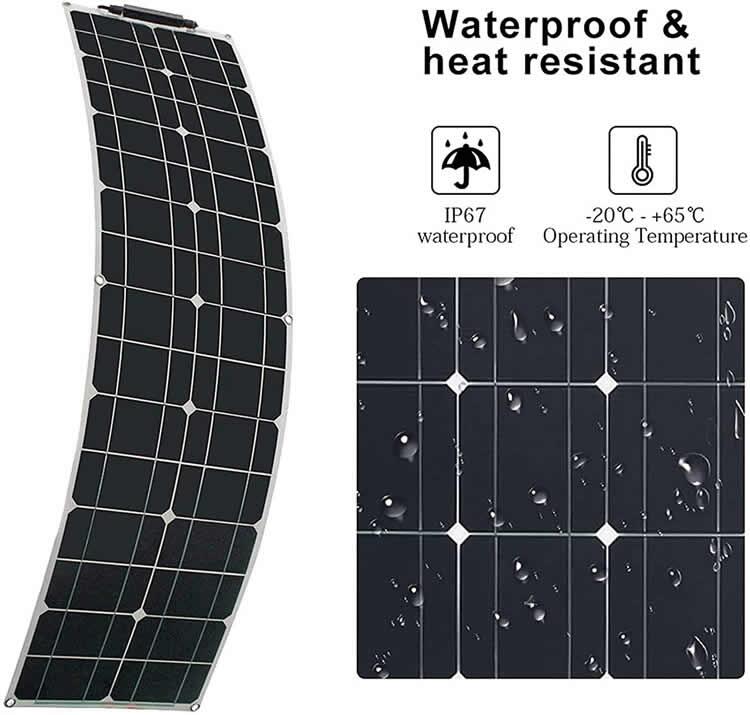 Waterproof &
heat resistant
IP67
waterproof
-20℃ - +65℃
Operating Temperature